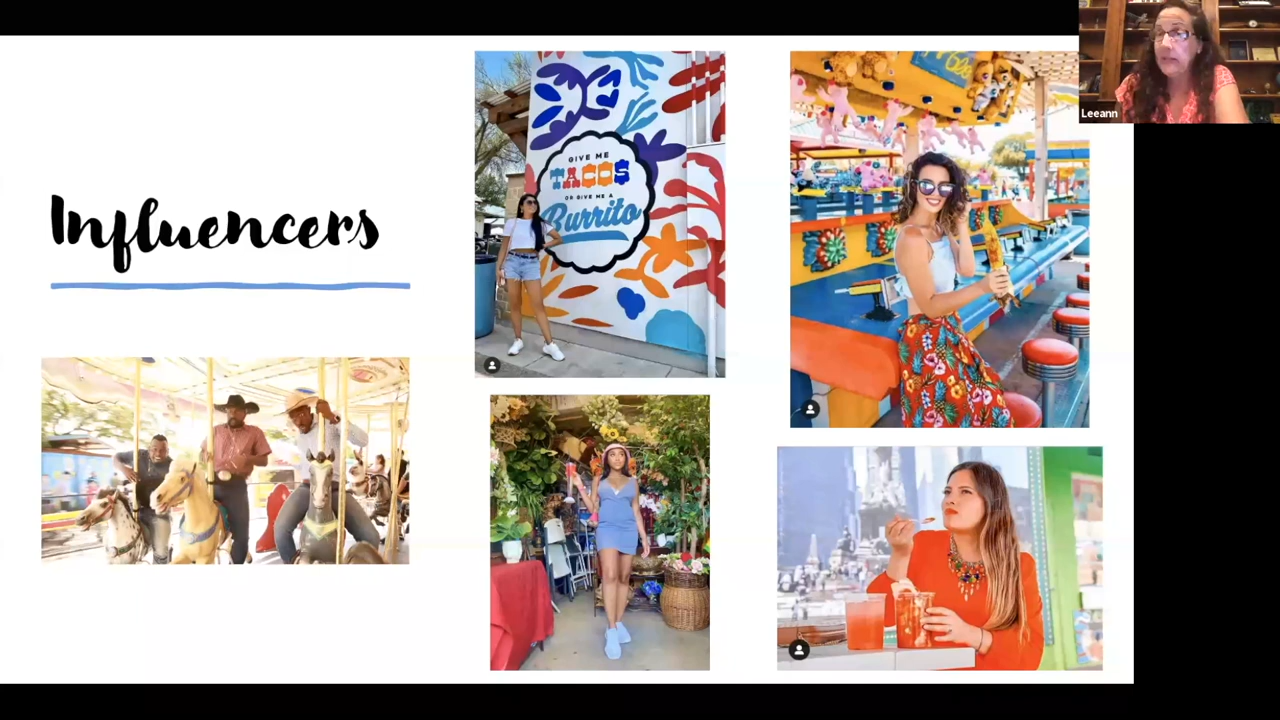 Influencers
GIVE ME
TACOS
OR GIVE ME A
Burrito
Leeann